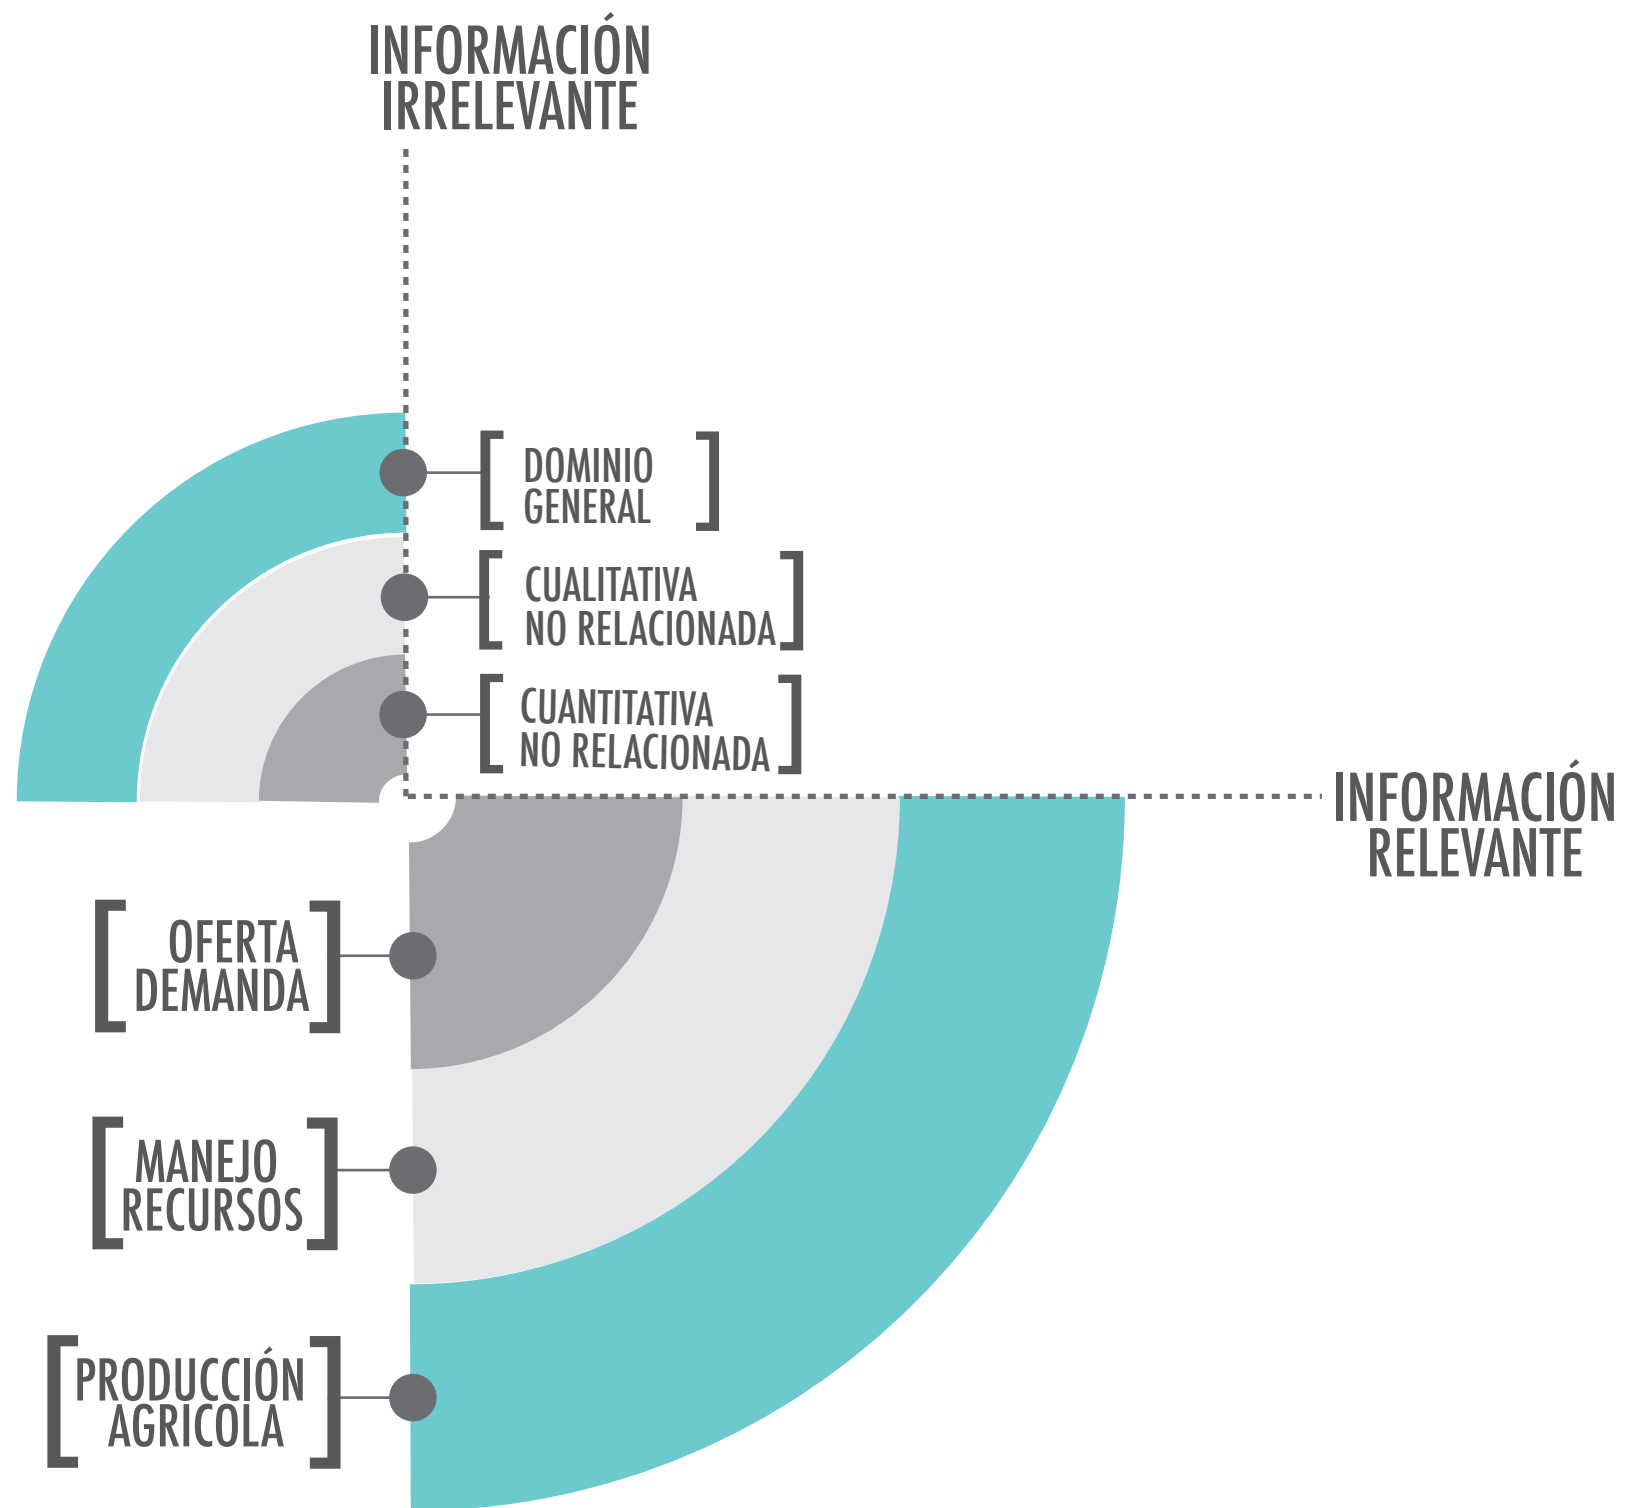 INFORMACIÓN
IRRELEVANTE
DOMINIO
GENERAL
CUALITATIVA
NO RELACIONADA
CUANTITATIVA
NO RELACIONADA
INFORMACIÓN
RELEVANTE
OFERTA
DEMANDA
MANEJO
RECURSOS
PRODUCCIÓN
AGRICOLA